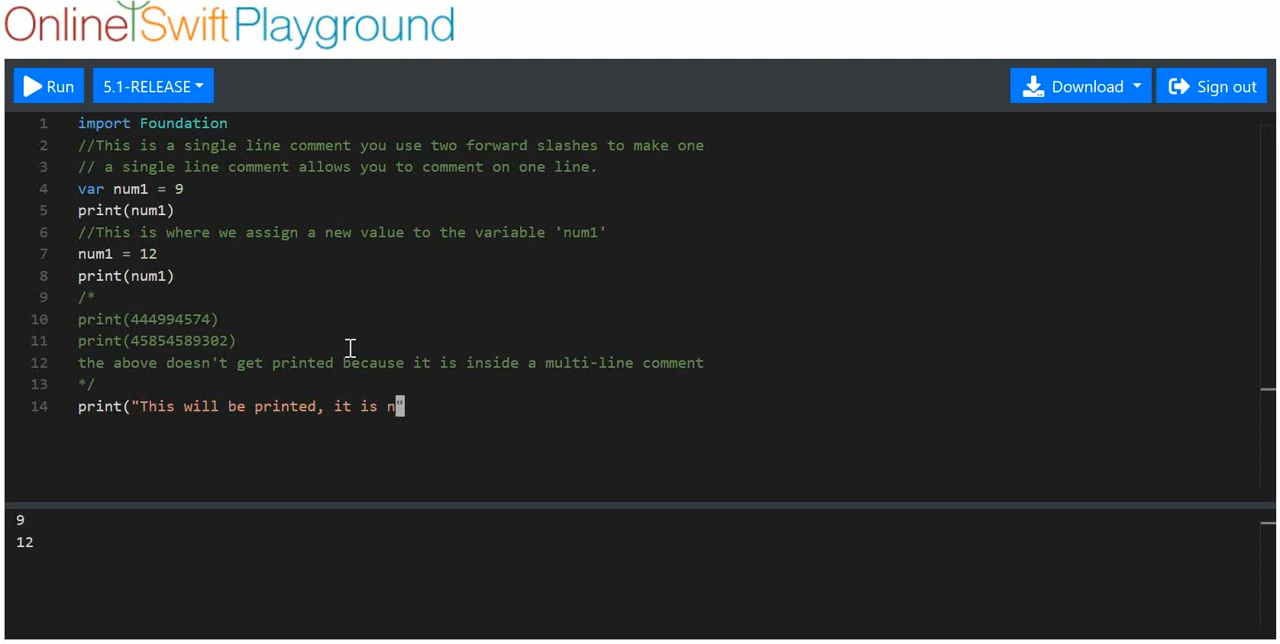 OnlineSwiftPlayground
Run 5.1-RELEASE Download Sign out
1 import Foundation
2 //This is a single line comment you use two forward slashes to make one
3 // a single line comment allows you to comment on one line.
4 var num1 = 9
5 print(num1)
6 //This is where we assign a new value to the variable 'num1'
7 num1 = 12
8 print(num1)
9 /*
10 print(444994574)
11 print(45854589302)
12 the above doesn't get printed because it is inside a multi-line comment
13 */
14 print("This will be printed, it is n"
9
12